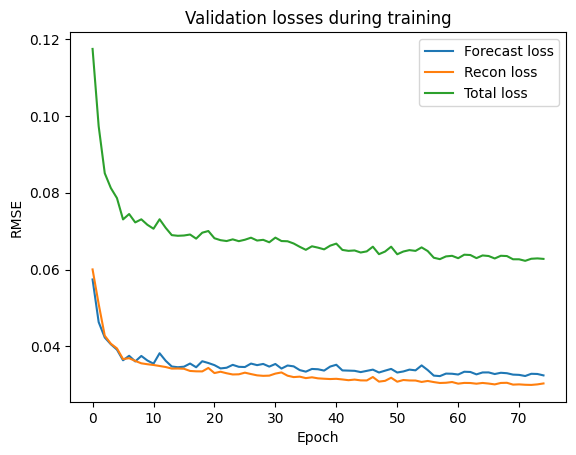 Validation losses during training
0.12
0.10
0.08
0.06
0.04
RMSE
Forecast loss
Recon loss
Total loss
0 10 20 30 40 50 60 70
Epoch